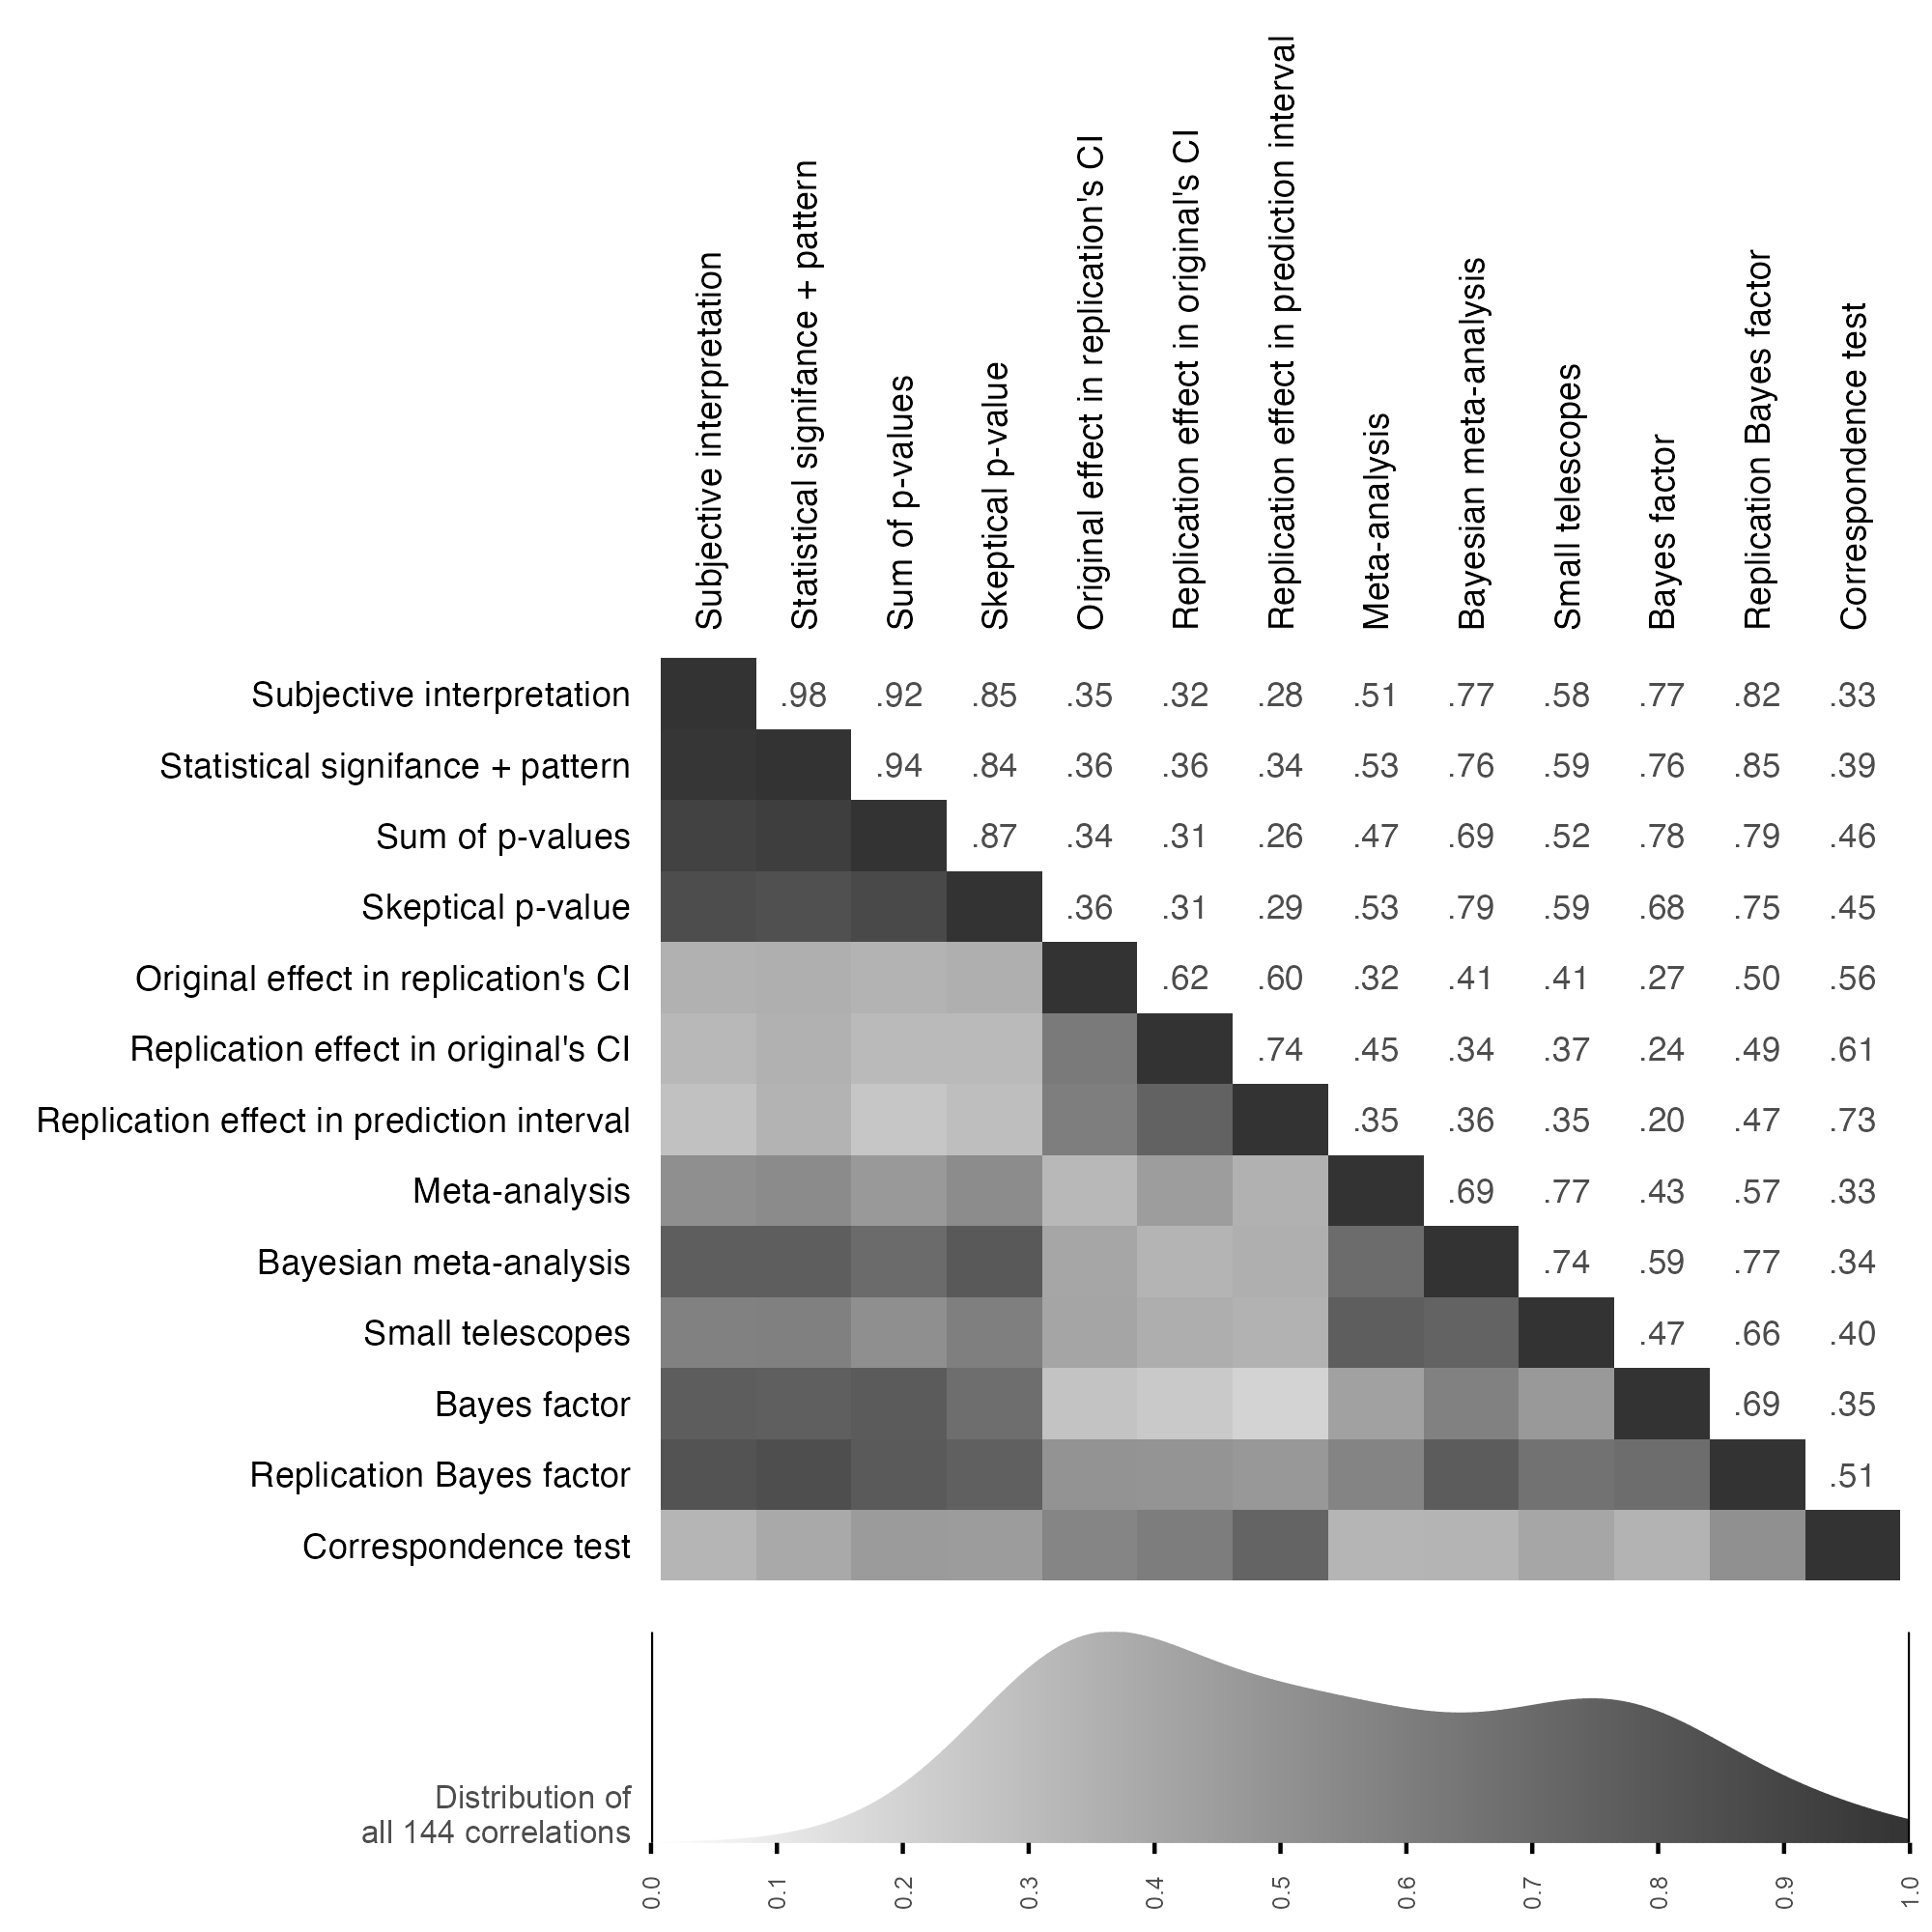 Subjective interpretation
Statistical signifance + pattern
Sum of p-values
Skeptical p-value
Original effect in replication's CI
Replication effect in original's CI
Replication effect in prediction interval
Meta-analysis
Bayesian meta-analysis
Small telescopes
Bayes factor
Replication Bayes factor
Correspondence test
Subjective interpretation .98 .92 .85 .35 .32 .28 .51 .77 .58 .77 .82 .33
Statistical signifance + pattern .94 .84 .36 .36 .34 .53 .76 .59 .76 .85 .39
Sum of p-values .87 .34 .31 .26 .47 .69 .52 .78 .79 .46
Skeptical p-value .36 .31 .29 .53 .79 .59 .68 .75 .45
Original effect in replication's CI .62 .60 .32 .41 .41 .27 .50 .56
Replication effect in original's CI .74 .45 .34 .37 .24 .49 .61
Replication effect in prediction interval .35 .36 .35 .20 .47 .73
Meta-analysis .69 .77 .43 .57 .33
Bayesian meta-analysis .74 .59 .77 .34
Small telescopes .47 .66 .40
Bayes factor .69 .35
Replication Bayes factor .51
Correspondence test
Distribution of
all 144 correlations
0.0 0.1 0.2 0.3 0.4 0.5 0.6 0.7 0.8 0.9 1.0